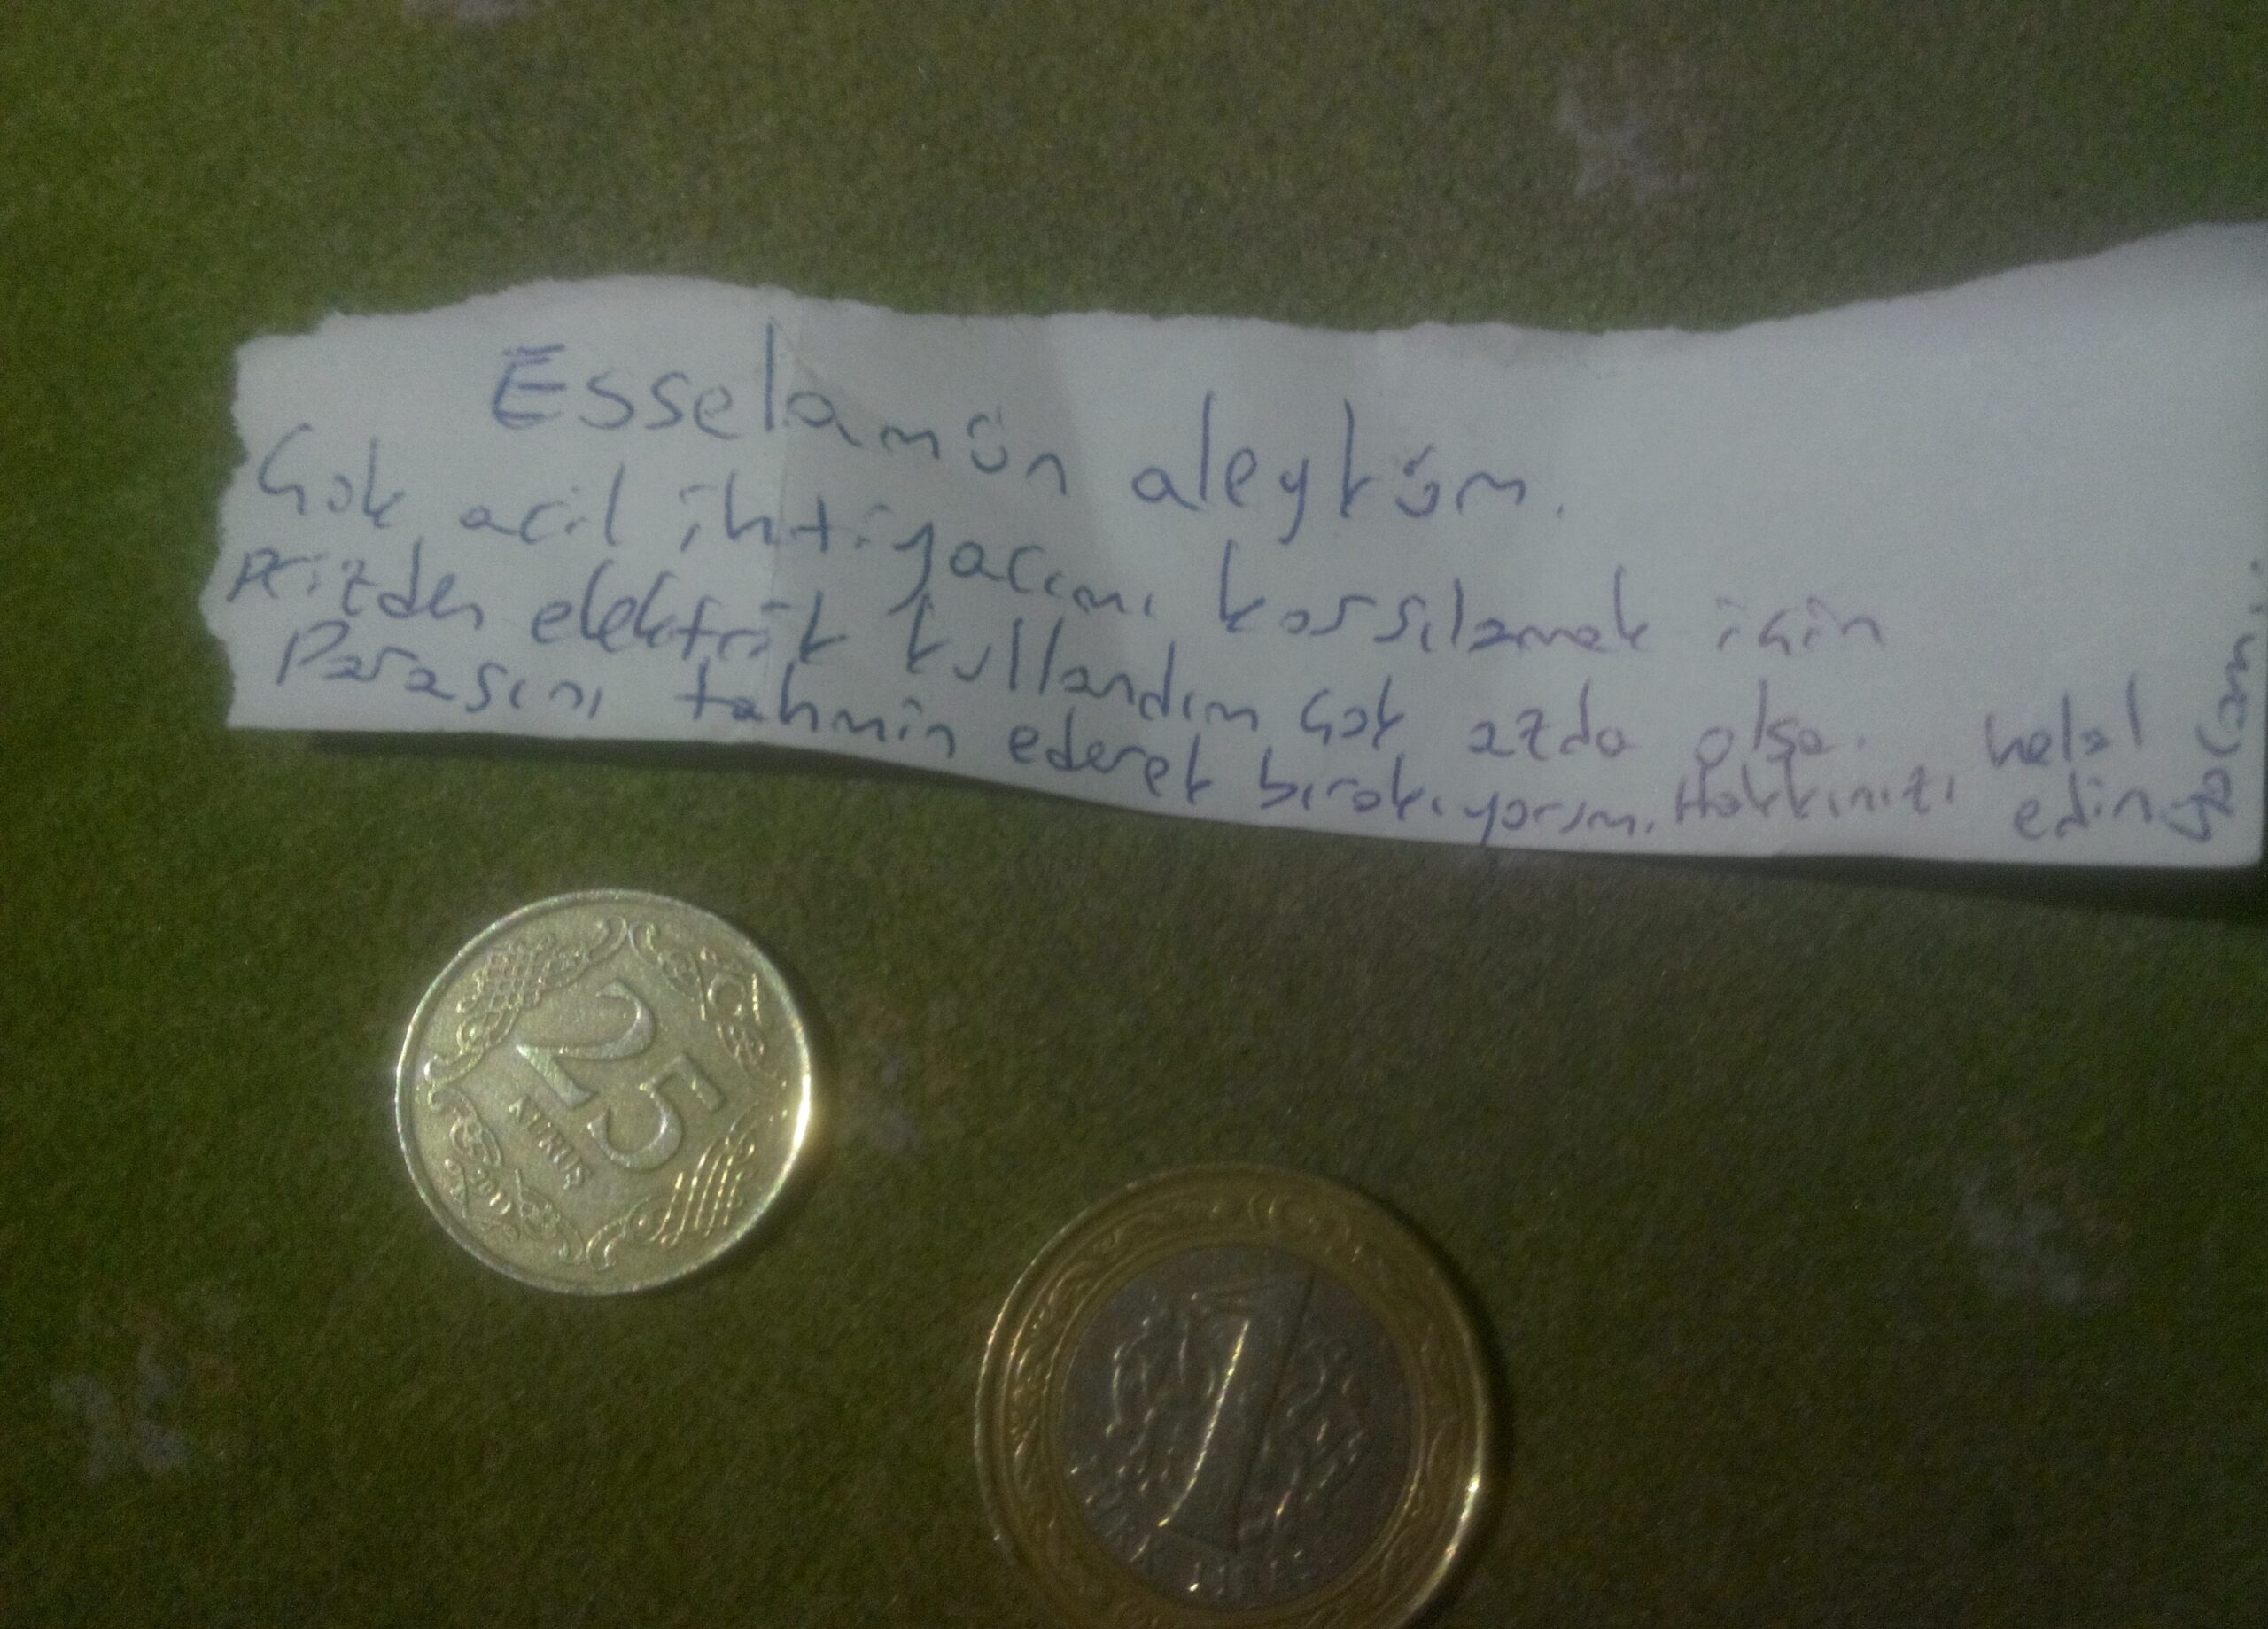 Esselamün aleyküm.
Çok acil ihtiyacımı karşılamak için
prizden elektrik kullandım çok azda olsa.
Parasını tahmin ederek bırakıyorum. Hakkınızı helal
edin
25
KURUŞ
1